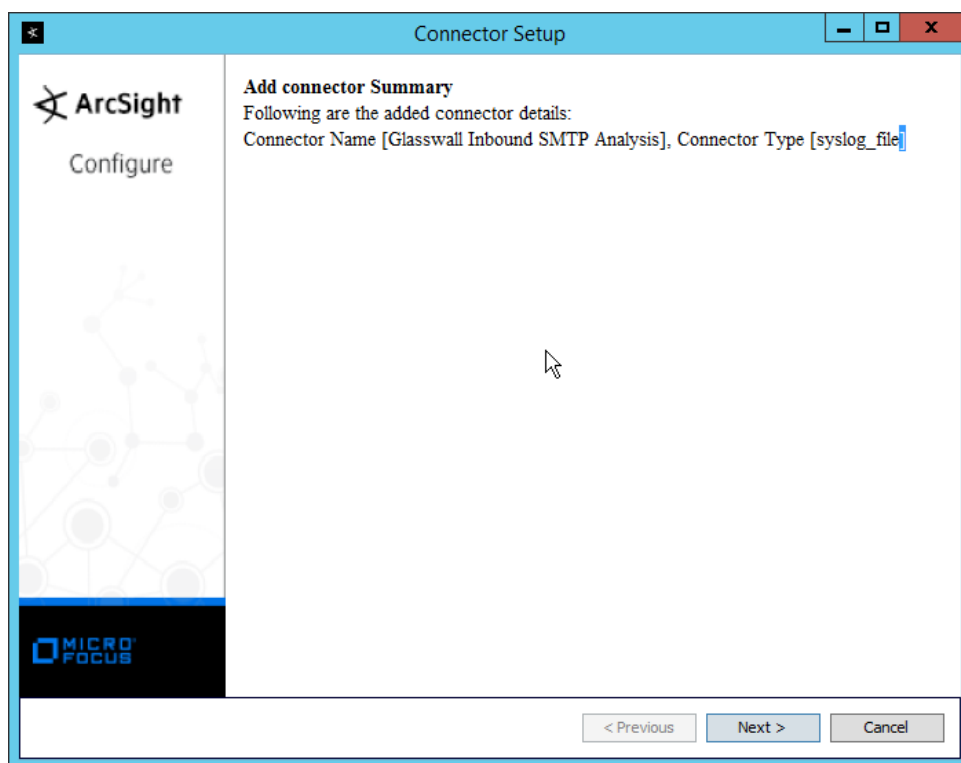 Connector Setup
ArcSight
Configure
Add connector Summary
Following are the added connector details:
Connector Name [Glasswall Inbound SMTP Analysis], Connector Type [syslog_file]
MICRO
FOCUS
< Previous
Next >
Cancel